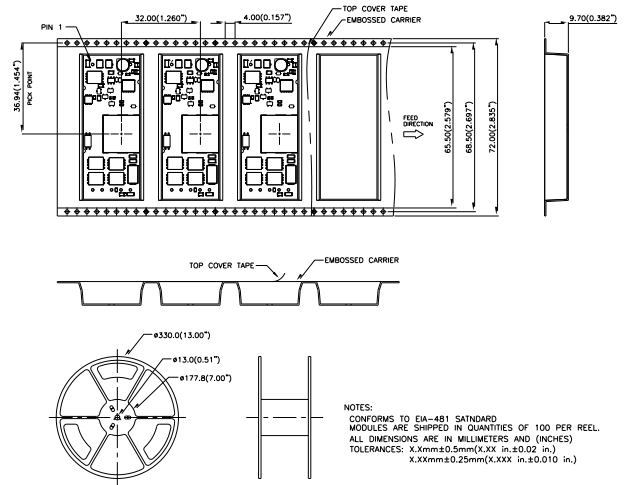 TOP COVER TAPE
32.00(1.260")
4.00(0.157")
EMBOSSED CARRIER
PIN 1
9.70(0.382")
36.94(1.454")
PICK POINT
FEED
DIRECTION
65.50(2.579")
68.50(2.697")
72.00(2.835")
TOP COVER TAPE
EMBOSSED CARRIER
ø330.0(13.00")
ø13.0(0.51")
ø177.8(7.00")
NOTES:
CONFORMS TO EIA-481 SATNDARD
MODULES ARE SHIPPED IN QUANTITIES OF 100 PER REEL.
ALL DIMENSIONS ARE IN MILLIMETERS AND (INCHES)
TOLERANCES: X.Xmm±0.5mm(X.XX in.±0.02 in.)
X.XXmm±0.25mm(X.XXX in.±0.010 in.)